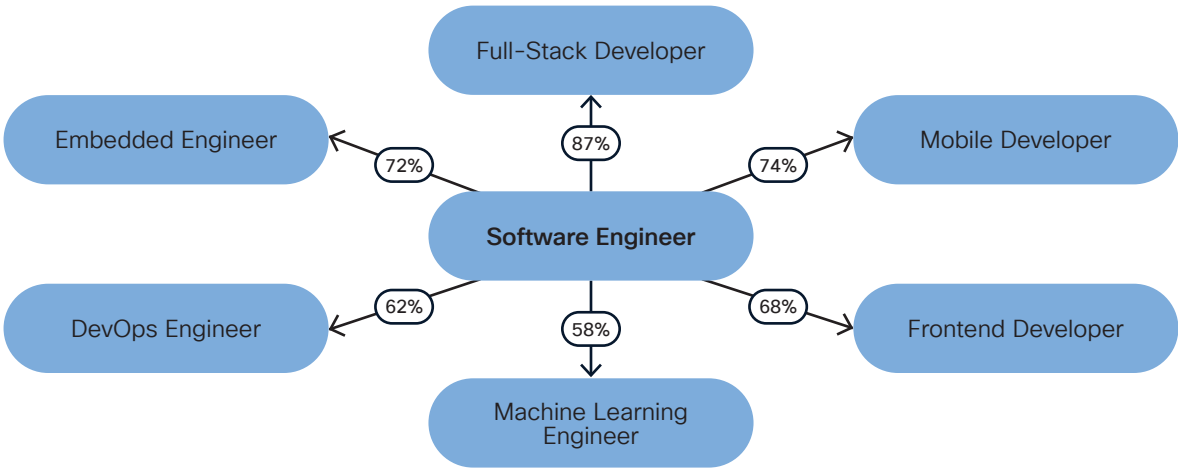 Full-Stack Developer
Embedded Engineer
87%
Mobile Developer
72%
74%
Software Engineer
62%
68%
DevOps Engineer
58%
Frontend Developer
Machine Learning
Engineer